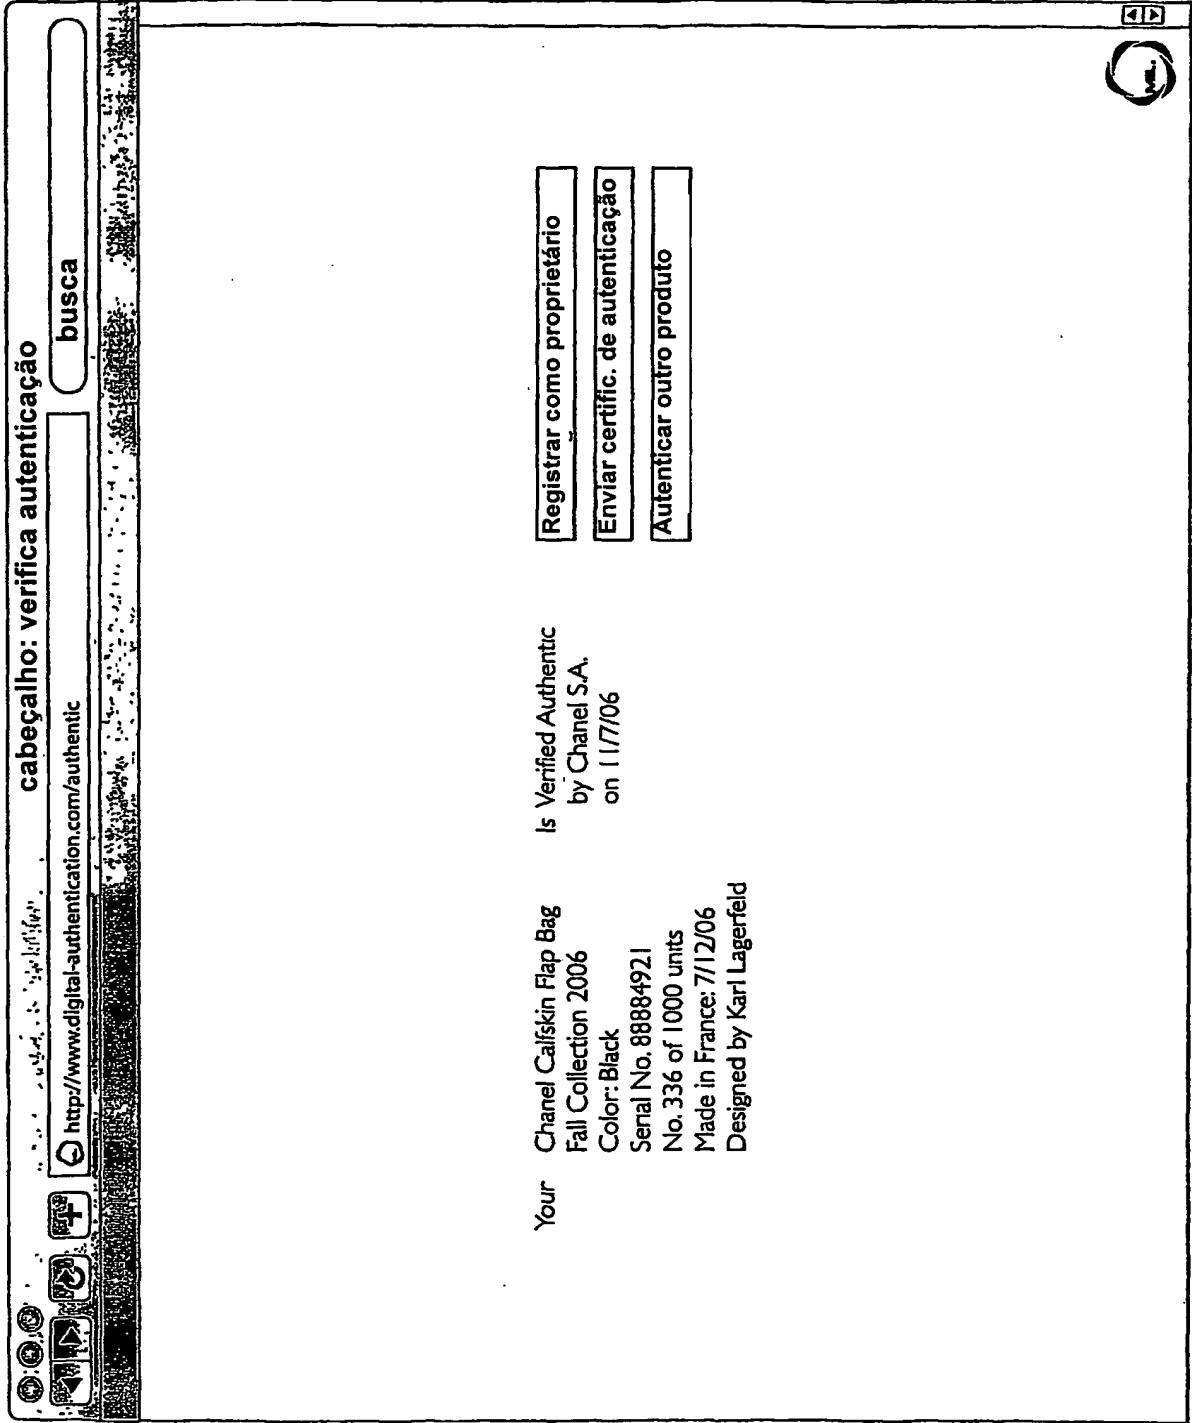 cabeçalho: verifica autenticação
http://www.digital-authentication.com/authentic
busca
Your Chanel Calfskin Flap Bag
Fall Collection 2006
Color: Black
Serial No. 88884921
No. 336 of 1000 units
Made in France: 7/12/06
Designed by Karl Lagerfeld
Is Verified Authentic
by Chanel S.A.
on 11/7/06
Registrar como proprietário
Enviar certific. de autenticação
Autenticar outro produto